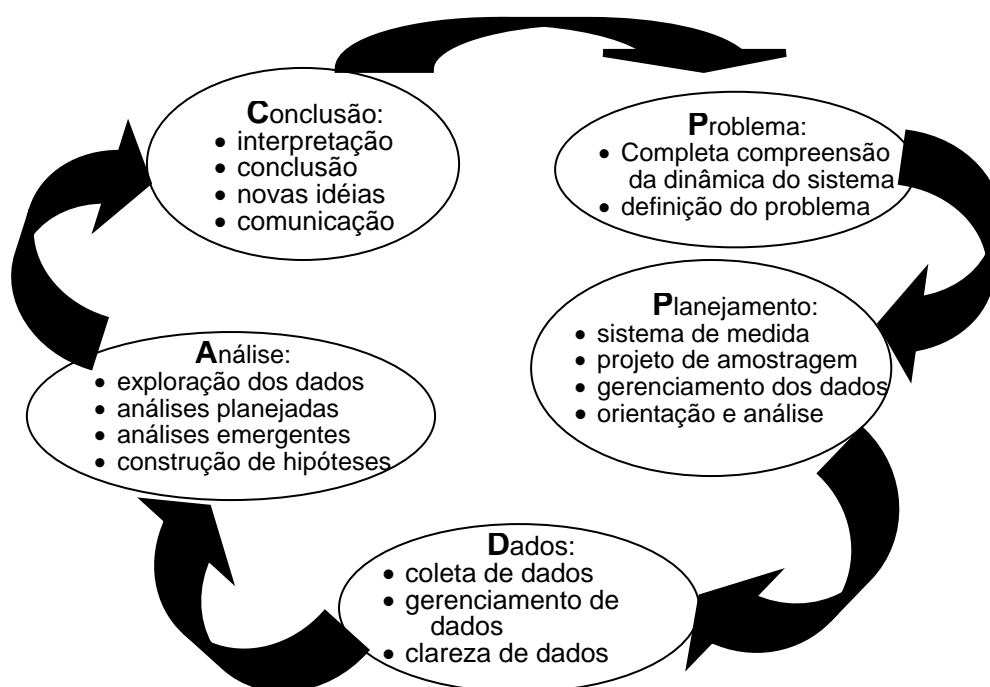 Conclusão:
• interpretação
• conclusão
• novas idéias
• comunicação
Problema:
• Completa compreensão
da dinâmica do sistema
• definição do problema
Planejamento:
• sistema de medida
• projeto de amostragem
• gerenciamento dos dados
• orientação e análise
Análise:
• exploração dos dados
• análises planejadas
• análises emergentes
• construção de hipóteses
Dados:
• coleta de dados
• gerenciamento de
dados
• clareza de dados